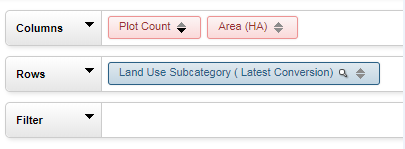 Columns Plot Count Area (HA)
Rows Land Use Subcategory ( Latest Conversion)
Filter